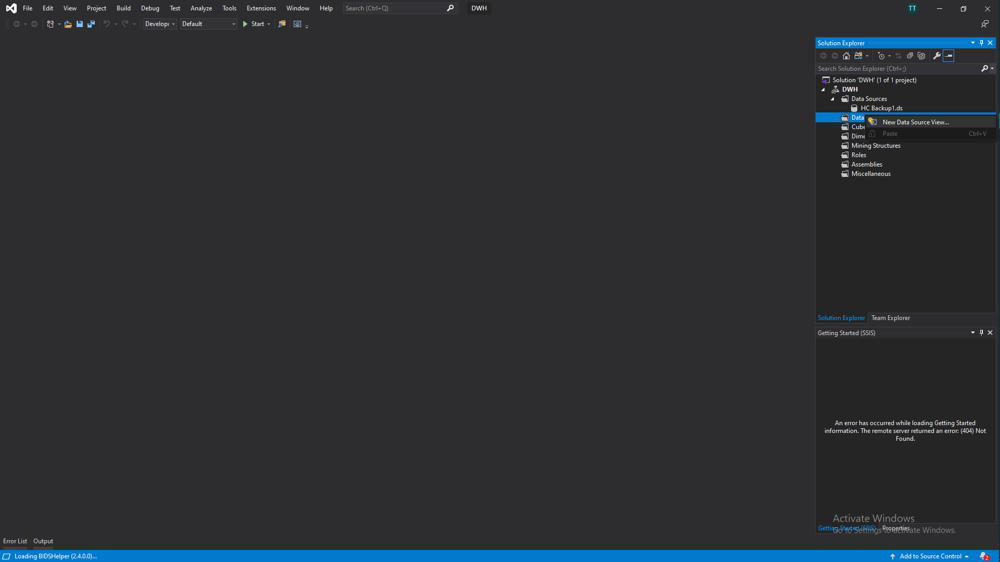 File Edit View Project Build Debug Test Analyze Tools Extensions Window Help Search (Ctrl+Q) DWH TT
Develop Default Start
Solution Explorer
Search Solution Explorer (Ctrl+;)
Solution 'DWH' (1 of 1 project)
DWH
Data Sources
HC Backup1.ds
Data
New Data Source View...
Cube
Paste Ctrl+V
Dime
Mining Structures
Roles
Assemblies
Miscellaneous
Solution Explorer Team Explorer
Getting Started (SSIS)
An error has occurred while loading Getting Started
information. The remote server returned an error: (404) Not
Found.
Activate Windows
Getting Started (SSIS) Properties
Go to Settings to activate Windows.
Error List Output
Loading BIDSHelper (2.4.0.0)... Add to Source Control 2